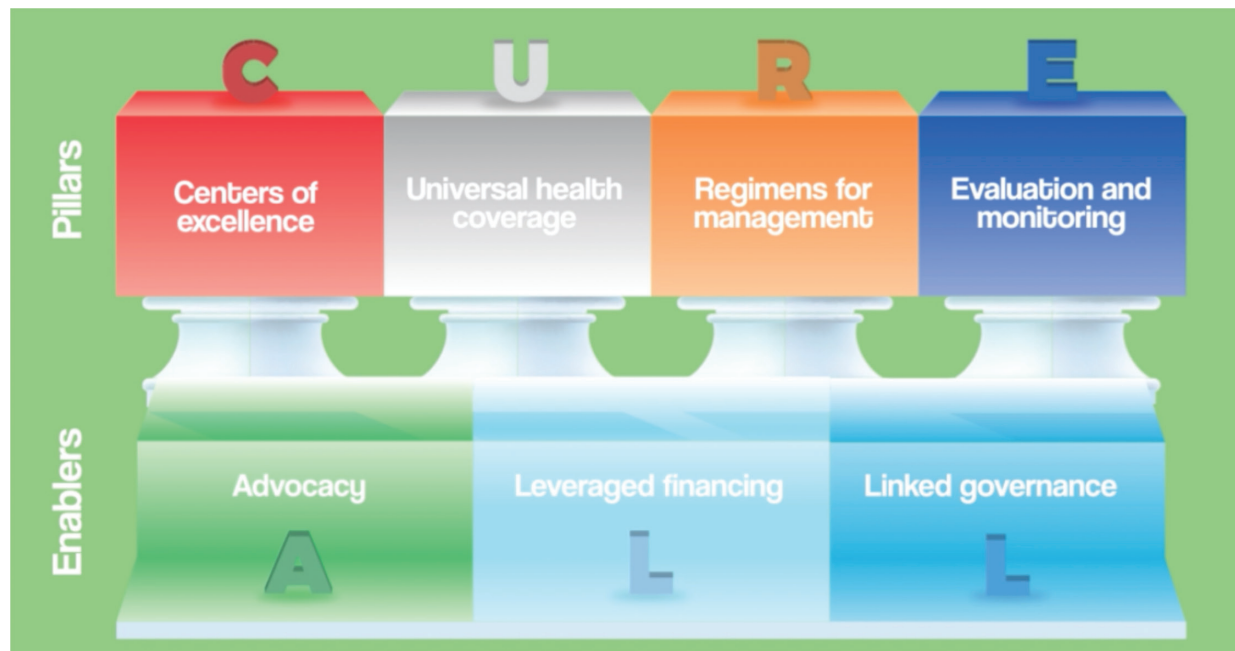 C U R E
Pillars
Centers of
excellence
Universal health
coverage
Regimens for
management
Evaluation and
monitoring
Enablers
Advocacy
A
Leveraged financing
L
Linked governance
L